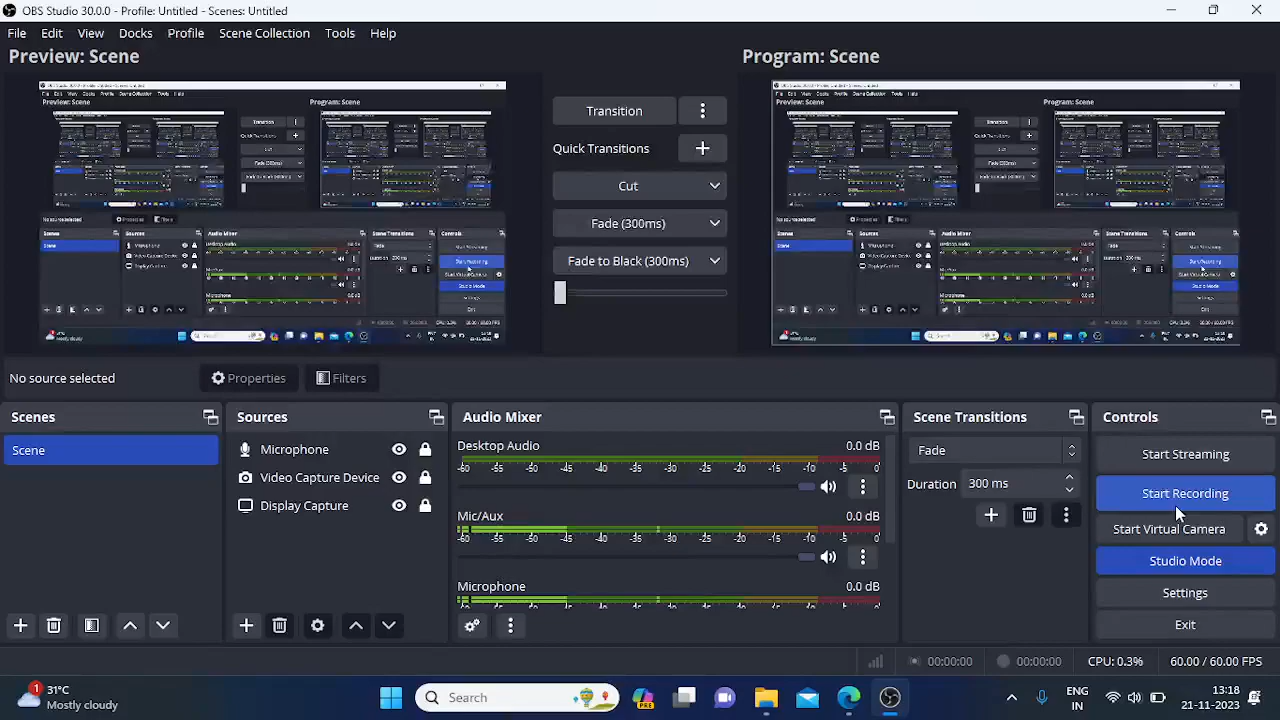 OBS Studio 30.0.0 - Profile: Untitled - Scenes: Untitled
File Edit View Docks Profile Scene Collection Tools Help
Preview: Scene
Program: Scene
Transition
Quick Transitions
Cut
Fade (300ms)
Fade to Black (300ms)
No source selected
Properties
Filters
Scenes
Scene
Sources
Microphone
Video Capture Device
Display Capture
Audio Mixer
Desktop Audio 0.0 dB
-60 -55 -50 -45 -40 -35 -30 -25 -20 -15 -10 -5 0
Mic/Aux 0.0 dB
-60 -55 -50 -45 -40 -35 -30 -25 -20 -15 -10 -5 0
Microphone 0.0 dB
Scene Transitions
Fade
Duration 300 ms
Controls
Start Streaming
Start Recording
Start Virtual Camera
Studio Mode
Settings
Exit
00:00:00 00:00:00 CPU: 0.3% 60.00 / 60.00 FPS
1
31°C
cloudy
Search
PRE
ENG
IN
13:18
22-11-2023